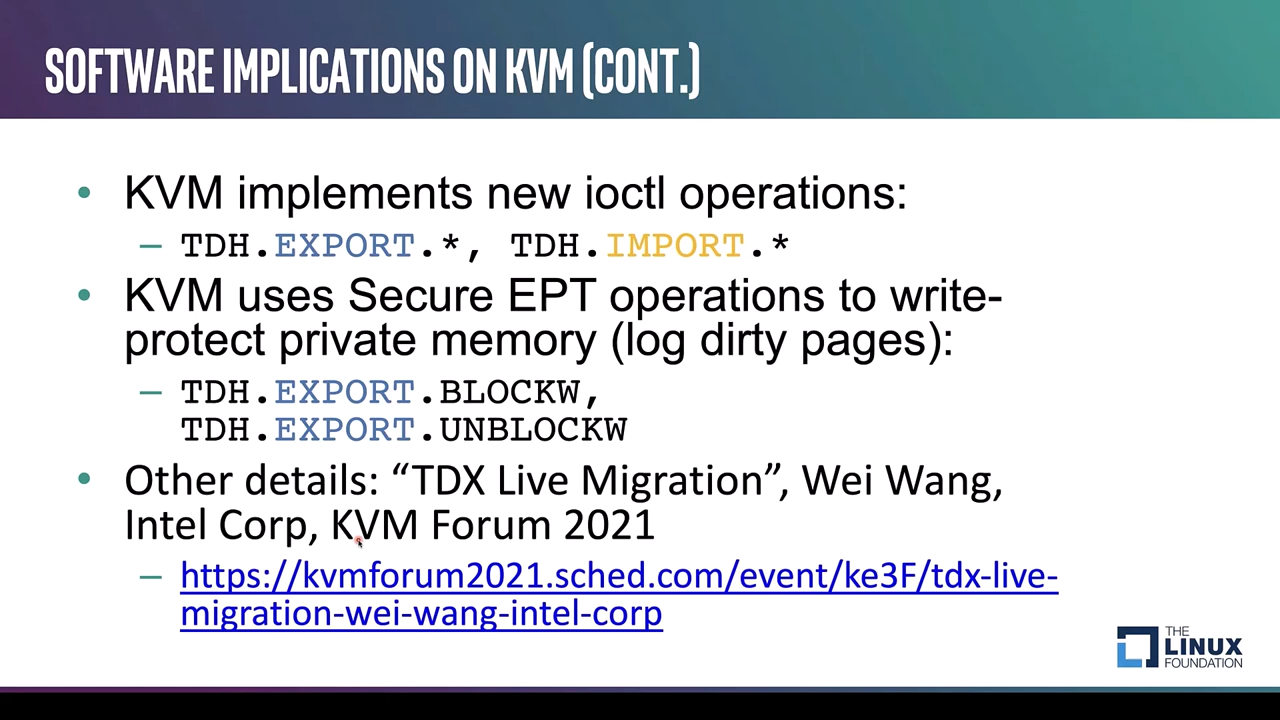 SOFTWARE IMPLICATIONS ON KVM (CONT.)
• KVM implements new ioctl operations:
– TDH.EXPORT.*, TDH.IMPORT.*
• KVM uses Secure EPT operations to write-
protect private memory (log dirty pages):
– TDH.EXPORT.BLOCKW,
TDH.EXPORT.UNBLOCKW
• Other details: “TDX Live Migration”, Wei Wang,
Intel Corp, KVM Forum 2021
– https://kvmforum2021.sched.com/event/ke3F/tdx-live-
migration-wei-wang-intel-corp
THE
LINUX
FOUNDATION